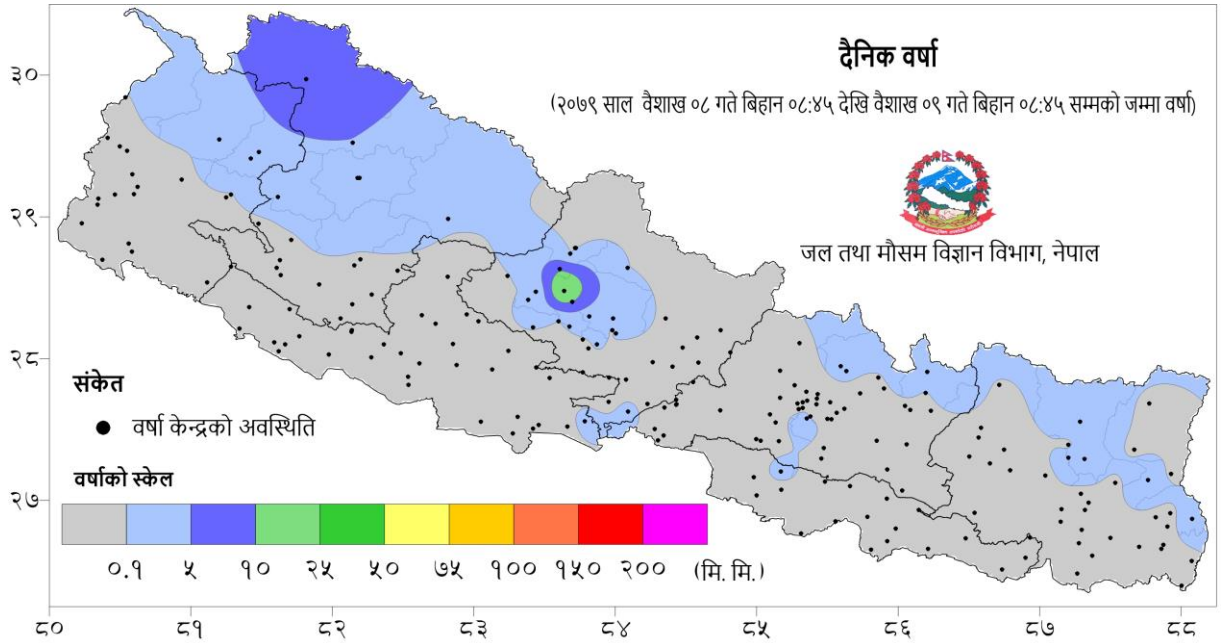 दैनिक वर्षा
(२०७९ साल वैशाख ०८ गते बिहान ०८:४५ देखि वैशाख ०९ गते बिहान ०८:४५ सम्मको जम्मा वर्षा)
जल तथा मौसम विज्ञान विभाग, नेपाल
३०
२९
२८
२७
संकेत
वर्षा केन्द्रको अवस्थिति
वर्षाको स्केल
०.१ ५ १० २५ ५० ७५ १०० १५० २०० (मि. मि.)
८० ८१ ८२ ८३ ८४ ८५ ८६ ८७ ८८